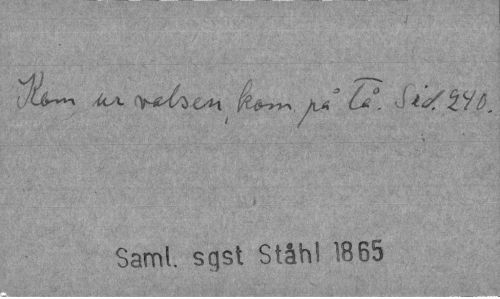 Kom ur valsen, kom på tå. Sid. 240.
Saml. sgst Ståhl 1865